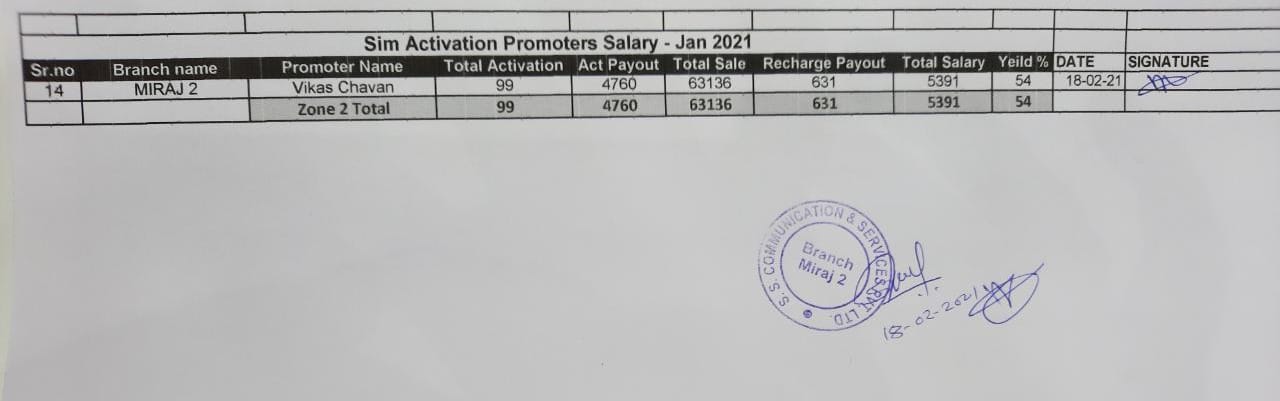 Sim Activation Promoters Salary - Jan 2021
Sr.no Branch name Promoter Name Total Activation Act Payout Total Sale Recharge Payout Total Salary Yeild % DATE SIGNATURE
14 MIRAJ 2 Vikas Chavan 99 4760 63136 631 5391 54 18-02-21
Zone 2 Total 99 4760 63136 631 5391 54
S. S. COMMUNICATION & SERVICES PVT. LTD.
Branch
Miraj 2
18-02-2021